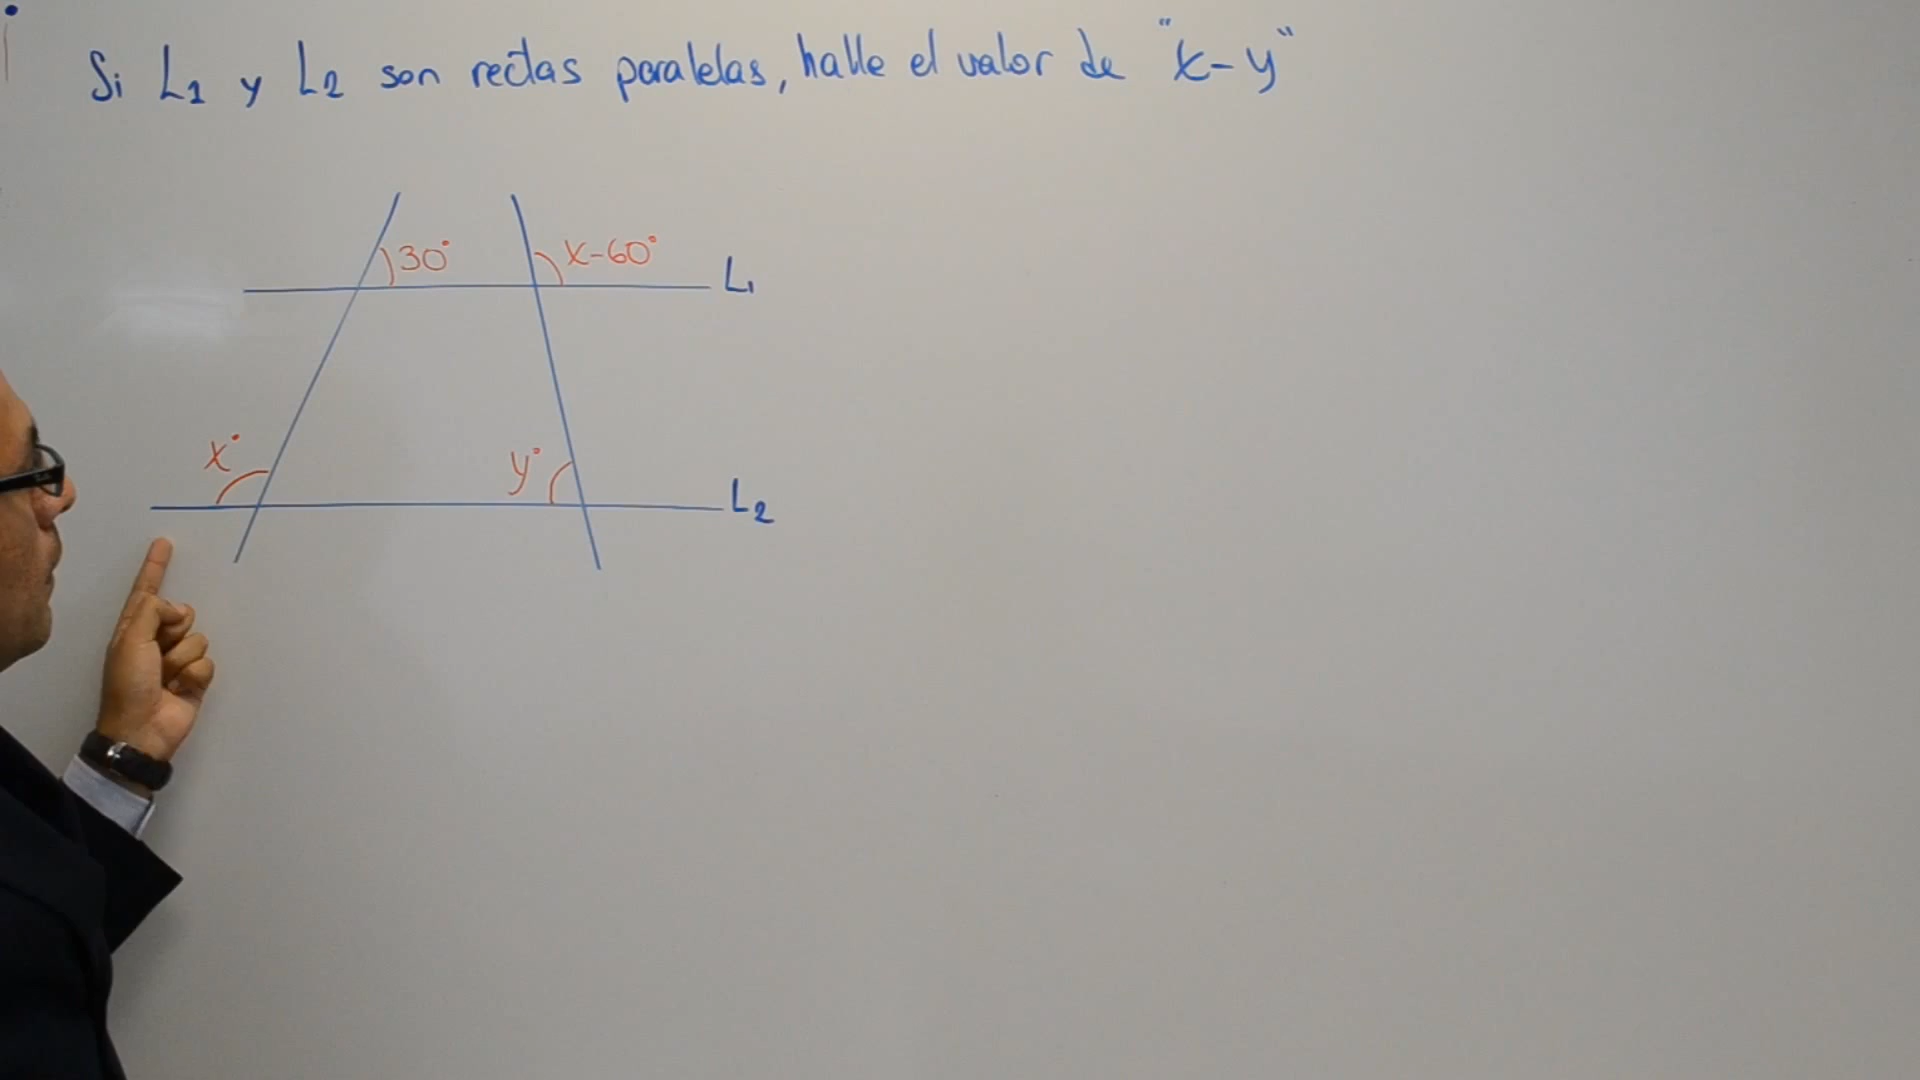 Si L1 y L2 son rectas paralelas, halle el valor de "x-y"
30° x-60°
L1
x° y°
L2